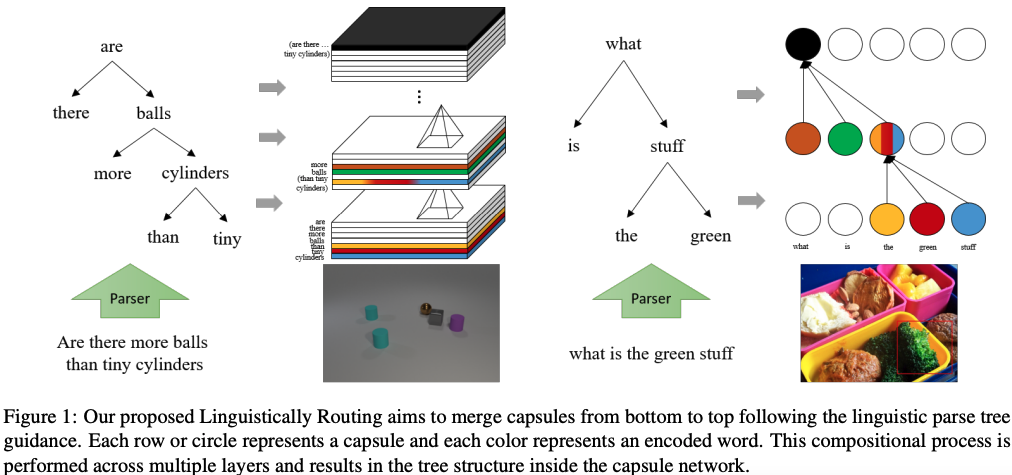 are
there
balls
more
cylinders
than
tiny
Parser
Are there more balls
than tiny cylinders
(are there ...
tiny cylinders)
more
balls
(than tiny
cylinders)
are
there
more
balls
than
tiny
cylinders
what
is
stuff
the
green
Parser
what is the green stuff
what
is
the
green
stuff
Figure 1: Our proposed Linguistically Routing aims to merge capsules from bottom to top following the linguistic parse tree
guidance. Each row or circle represents a capsule and each color represents an encoded word. This compositional process is
performed across multiple layers and results in the tree structure inside the capsule network.